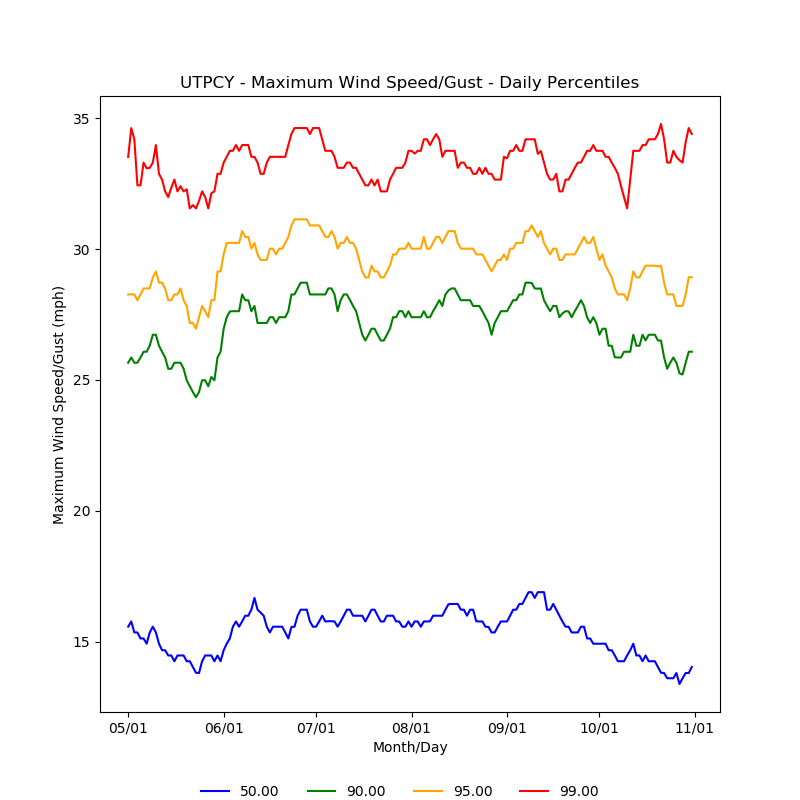 UTPCY - Maximum Wind Speed/Gust - Daily Percentiles
Maximum Wind Speed/Gust (mph)
35
30
25
20
15
05/01 06/01 07/01 08/01 09/01 10/01 11/01
Month/Day
50.00 90.00 95.00 99.00